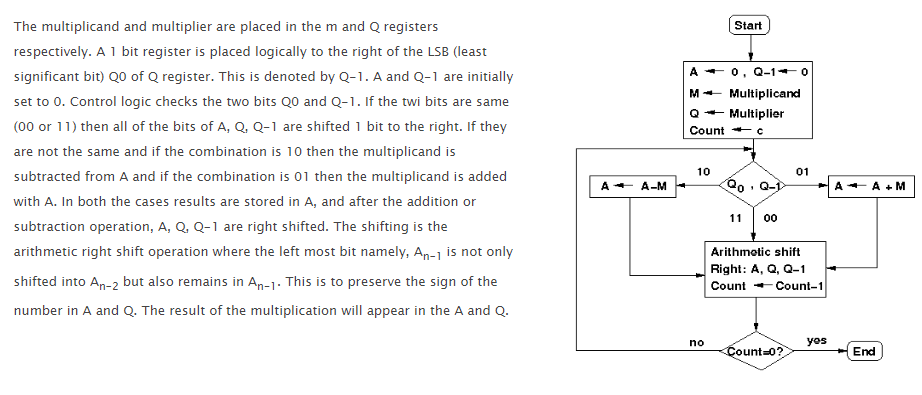 The multiplicand and multiplier are placed in the m and Q registers
respectively. A 1 bit register is placed logically to the right of the LSB (least
significant bit) Q0 of Q register. This is denoted by Q-1. A and Q-1 are initially
set to 0. Control logic checks the two bits Q0 and Q-1. If the twi bits are same
(00 or 11) then all of the bits of A, Q, Q-1 are shifted 1 bit to the right. If they
are not the same and if the combination is 10 then the multiplicand is
subtracted from A and if the combination is 01 then the multiplicand is added
with A. In both the cases results are stored in A, and after the addition or
subtraction operation, A, Q, Q-1 are right shifted. The shifting is the
arithmetic right shift operation where the left most bit namely, An-1 is not only
shifted into An-2 but also remains in An-1. This is to preserve the sign of the
number in A and Q. The result of the multiplication will appear in the A and Q.
Start
A ← 0, Q-1 ← 0
M ← Multiplicand
Q ← Multiplier
Count ← c
10
01
A ← A-M
Q0, Q-1
A ← A + M
11 00
Arithmetic shift
Right: A, Q, Q-1
Count ← Count-1
no
yes
Count=0?
End